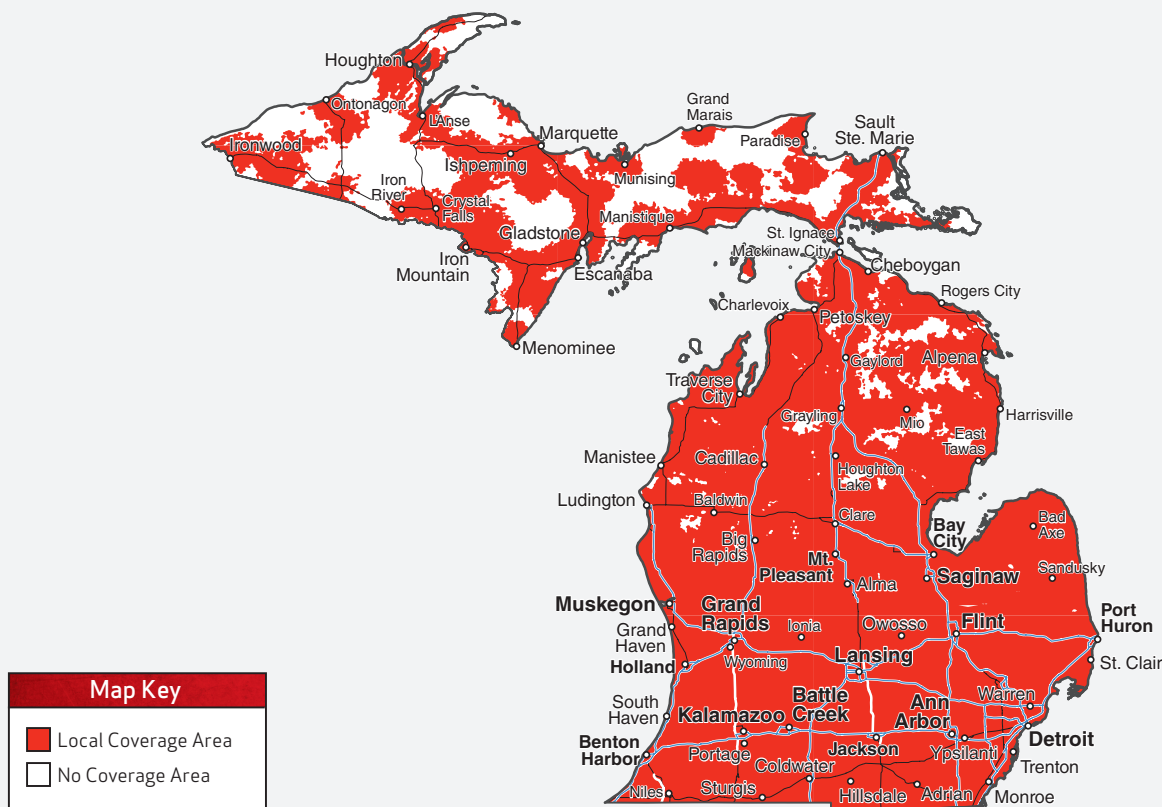 Houghton
Ontonagon
L'Anse
Ironwood
Marquette
Ishpeming
Grand
Marais
Paradise
Sault
Ste. Marie
Munising
Iron
River
Crystal
Falls
Manistique
Gladstone
Iron
Mountain
Escanaba
St. Ignace
Mackinaw City
Cheboygan
Menominee
Charlevoix
Petoskey
Rogers City
Gaylord
Alpena
Traverse
City
Grayling
Mio
Harrisville
East
Tawas
Manistee
Cadillac
Houghton
Lake
Ludington
Baldwin
Clare
Big
Rapids
Mt.
Pleasant
Bay
City
Bad
Axe
Alma
Saginaw
Sandusky
Muskegon
Grand
Rapids
Ionia
Owosso
Flint
Port
Huron
Grand
Haven
Holland
Wyoming
Lansing
St. Clair
South
Haven
Kalamazoo
Battle
Creek
Ann
Arbor
Warren
Benton
Harbor
Portage
Jackson
Ypsilanti
Detroit
Trenton
Coldwater
Niles
Sturgis
Hillsdale
Adrian
Monroe
Map Key
Local Coverage Area
No Coverage Area